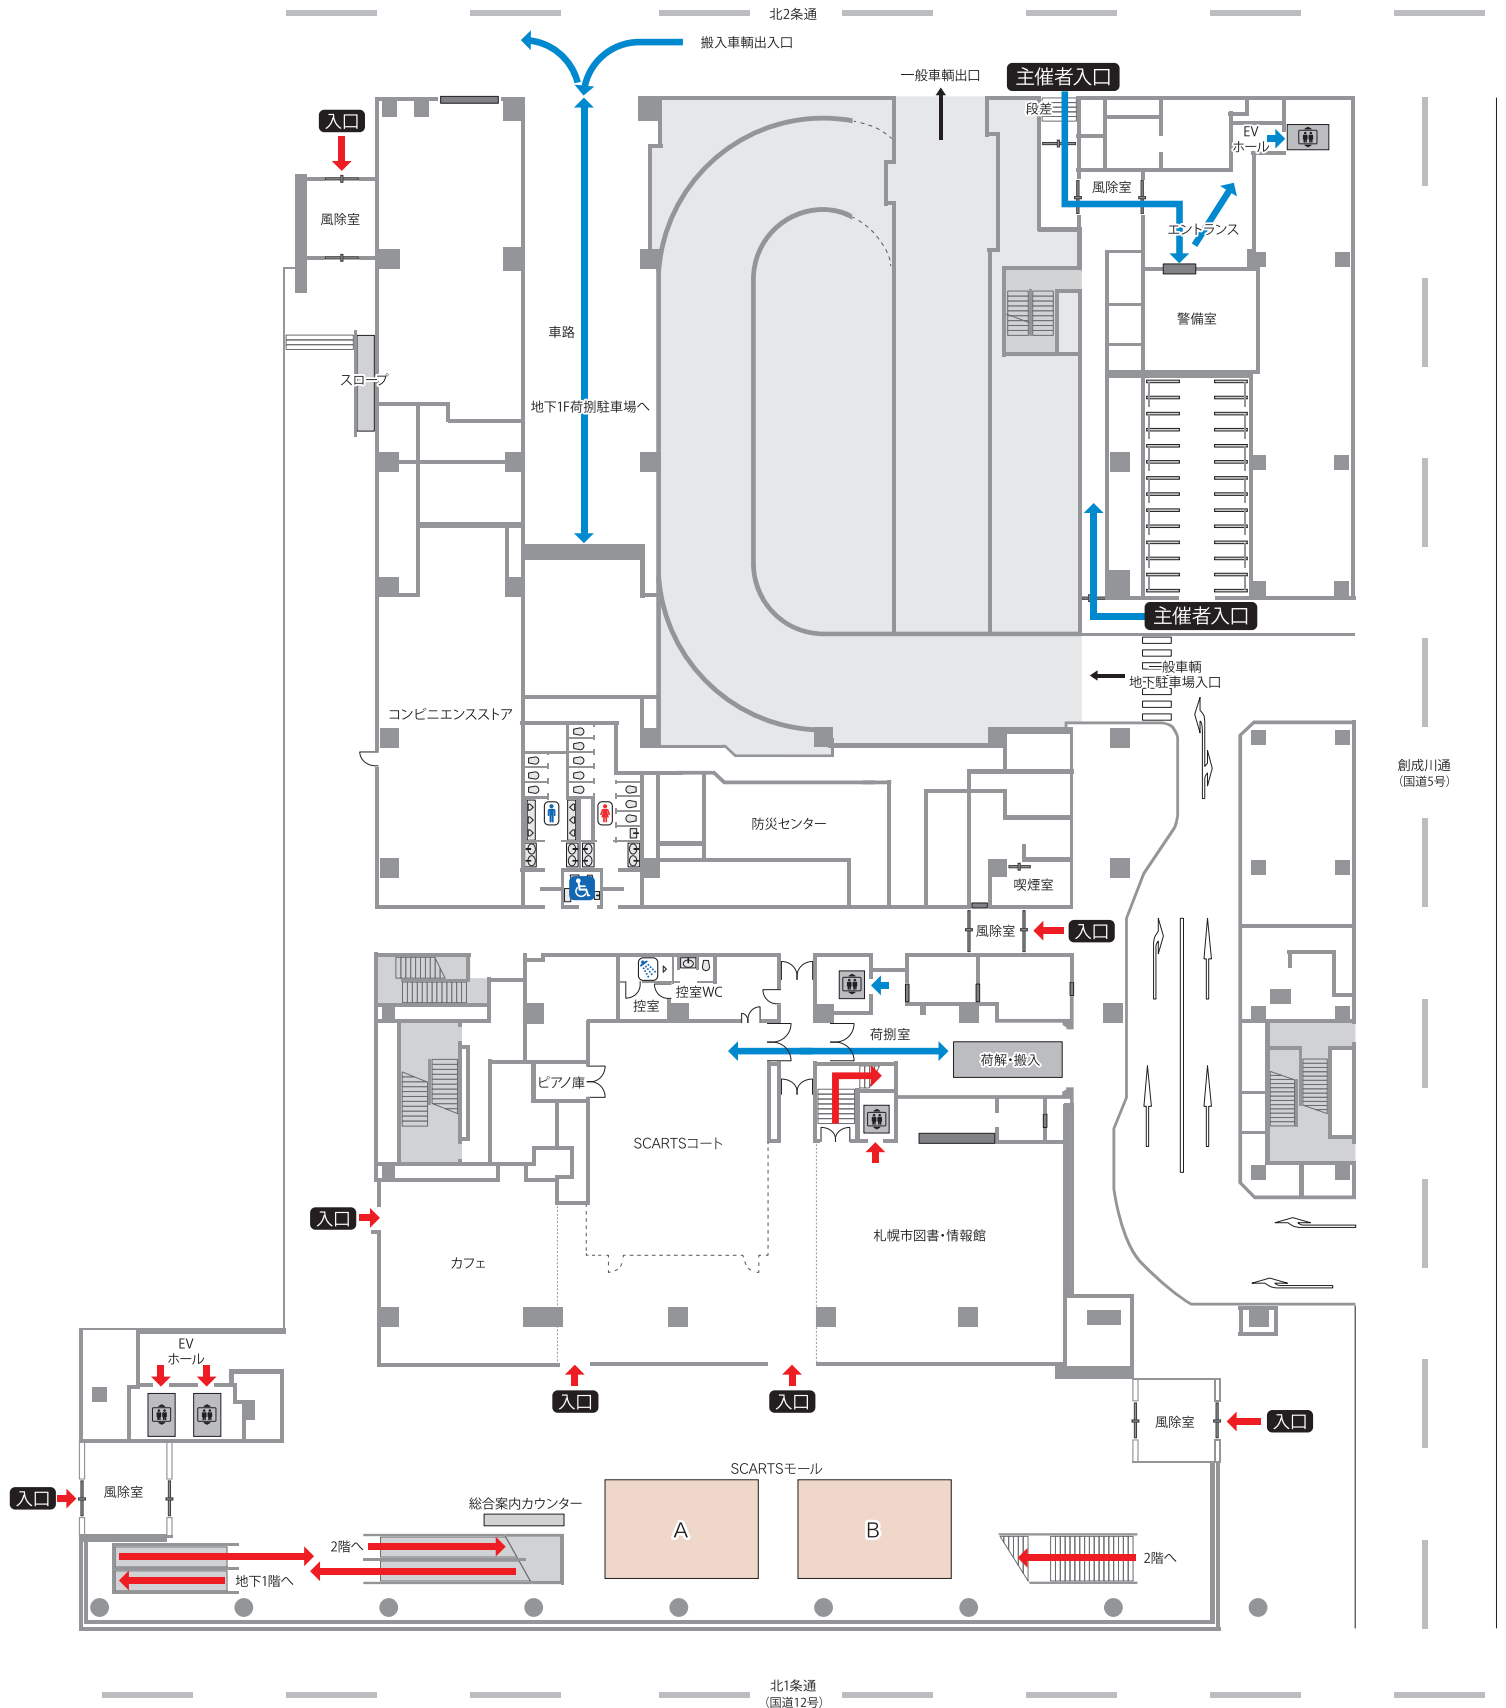 北2条通
搬入車輌出入口
一般車輌出口
主催者入口
段差
入口
EV
ホール
風除室
風除室
エントランス
警備室
車路
スロープ
地下1F荷捌駐車場へ
主催者入口
一般車輌
地下駐車場入口
コンビニエンスストア
創成川通
(国道5号)
防災センター
喫煙室
風除室
入口
控室
控室WC
荷捌室
荷解・搬入
ピアノ庫
SCARTSコート
入口
札幌市図書・情報館
カフェ
EV
ホール
入口
入口
風除室
入口
SCARTSモール
風除室
入口
総合案内カウンター
A
B
2階へ
2階へ
地下1階へ
北1条通
(国道12号)